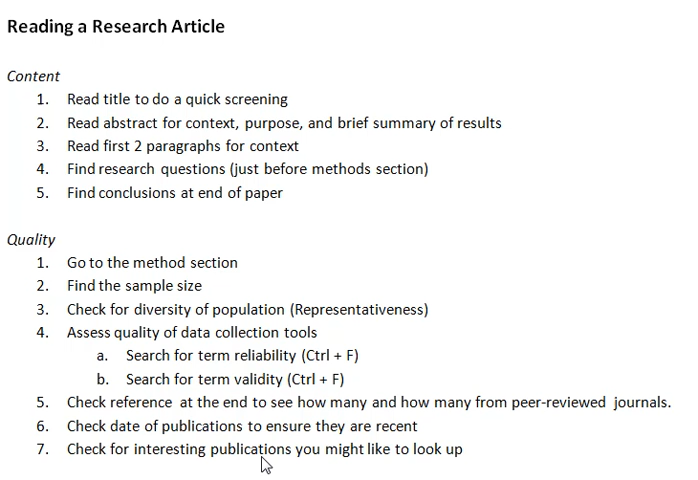 Reading a Research Article
Content
1. Read title to do a quick screening
2. Read abstract for context, purpose, and brief summary of results
3. Read first 2 paragraphs for context
4. Find research questions (just before methods section)
5. Find conclusions at end of paper
Quality
1. Go to the method section
2. Find the sample size
3. Check for diversity of population (Representativeness)
4. Assess quality of data collection tools
a. Search for term reliability (Ctrl + F)
b. Search for term validity (Ctrl + F)
5. Check reference at the end to see how many and how many from peer-reviewed journals.
6. Check date of publications to ensure they are recent
7. Check for interesting publications you might like to look up